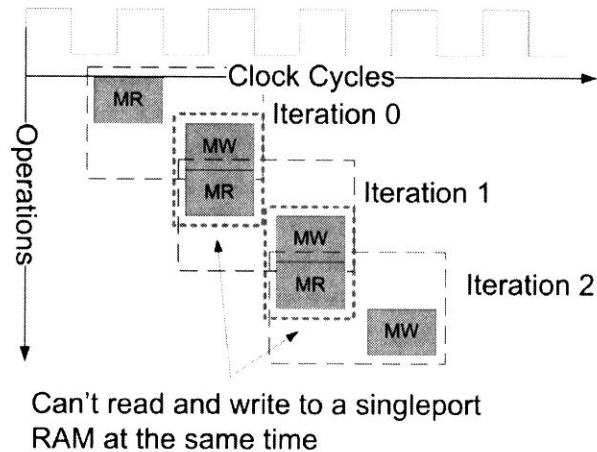 Clock Cycles
MR
Iteration 0
Operations
MW
MR
Iteration 1
MW
MR
Iteration 2
MW
Can't read and write to a singleport
RAM at the same time